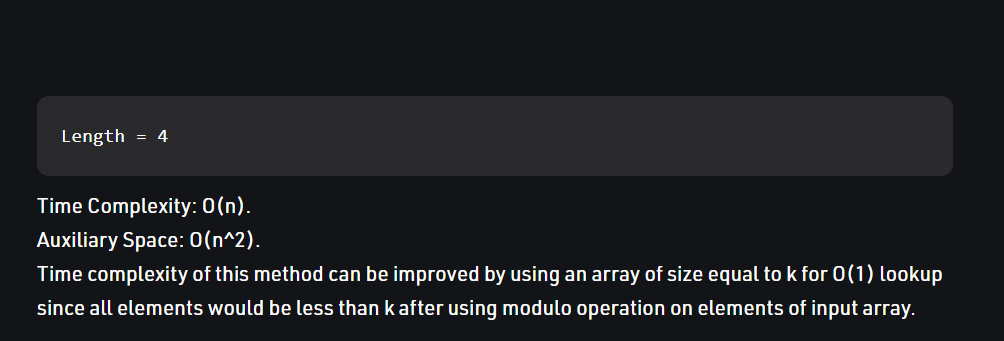 Length = 4
Time Complexity: O(n).
Auxiliary Space: O(n^2).
Time complexity of this method can be improved by using an array of size equal to k for O(1) lookup
since all elements would be less than k after using modulo operation on elements of input array.